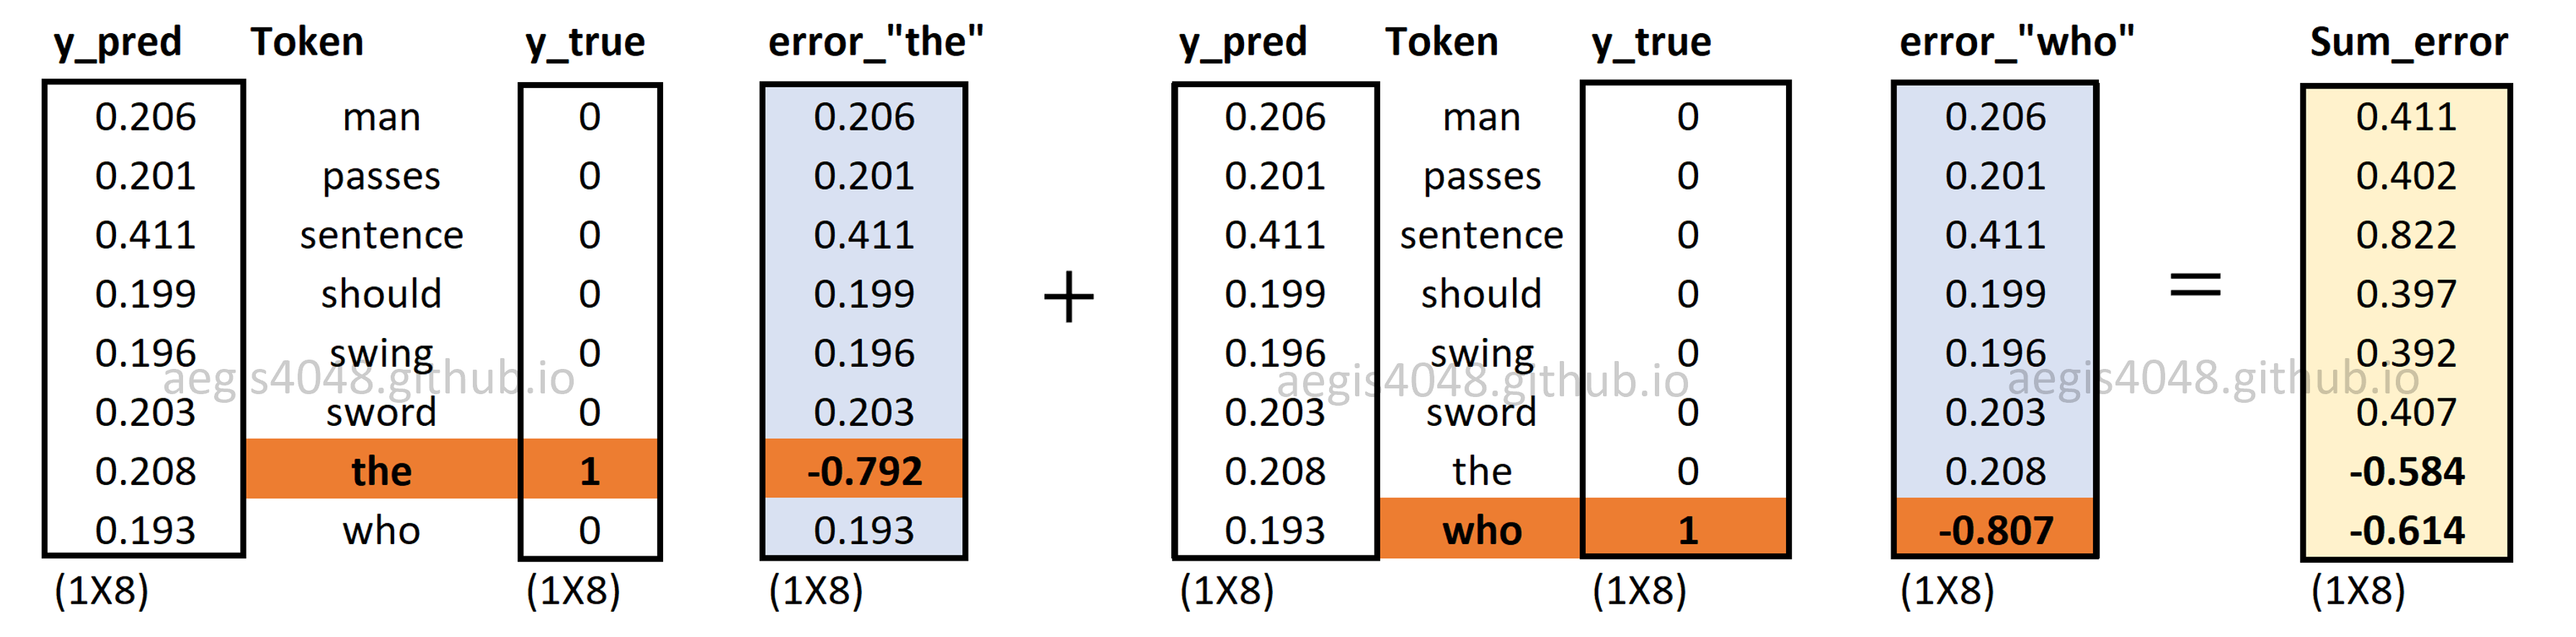 y_pred Token y_true error_"the" y_pred Token y_true error_"who" Sum_error
0.206 man 0 0.206 0.206 man 0 0.206 0.411
0.201 passes 0 0.201 0.201 passes 0 0.201 0.402
0.411 sentence 0 0.411 0.411 sentence 0 0.411 0.822
0.199 should 0 0.199 + 0.199 should 0 0.199 = 0.397
0.196 swing 0 0.196 0.196 swing 0 0.196 0.392
aegis4048.github.io aegis4048.github.io aegis4048.github.io
0.203 sword 0 0.203 0.203 sword 0 0.203 0.407
0.208 the 1 -0.792 0.208 the 0 0.208 -0.584
0.193 who 0 0.193 0.193 who 1 -0.807 -0.614
(1X8) (1X8) (1X8) (1X8) (1X8) (1X8) (1X8)